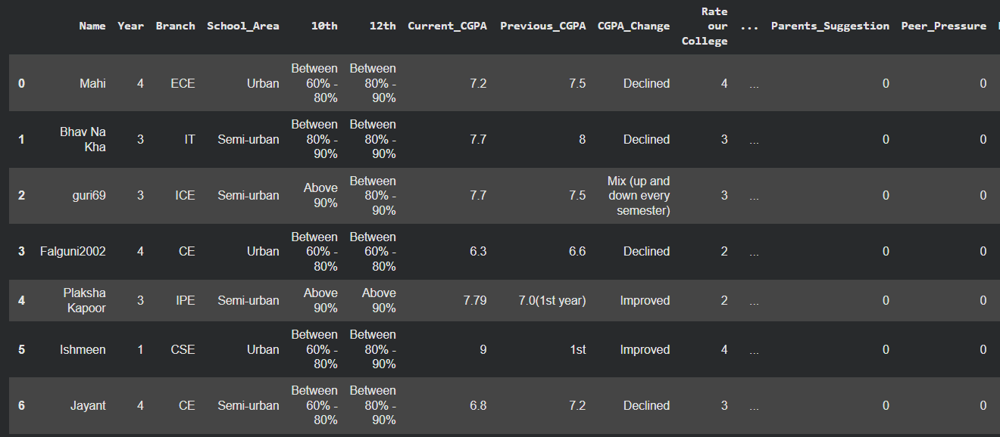 Name Year Branch School_Area 10th 12th Current_CGPA Previous_CGPA CGPA_Change Rate our College ... Parents_Suggestion Peer_Pressure
0 Mahi 4 ECE Urban Between 60% - 80% Between 80% - 90% 7.2 7.5 Declined 4 ... 0 0
1 Bhav Na Kha 3 IT Semi-urban Between 80% - 90% Between 80% - 90% 7.7 8 Declined 3 ... 0 0
2 guri69 3 ICE Semi-urban Above 90% Between 80% - 90% 7.7 7.5 Mix (up and down every semester) 3 ... 0 0
3 Falguni2002 4 CE Urban Between 60% - 80% Between 60% - 80% 6.3 6.6 Declined 2 ... 0 0
4 Plaksha Kapoor 3 IPE Semi-urban Above 90% Above 90% 7.79 7.0(1st year) Improved 2 ... 0 0
5 Ishmeen 1 CSE Urban Between 60% - 80% Between 80% - 90% 9 1st Improved 4 ... 0 0
6 Jayant 4 CE Semi-urban Between 60% - 80% Between 80% - 90% 6.8 7.2 Declined 3 ... 0 0